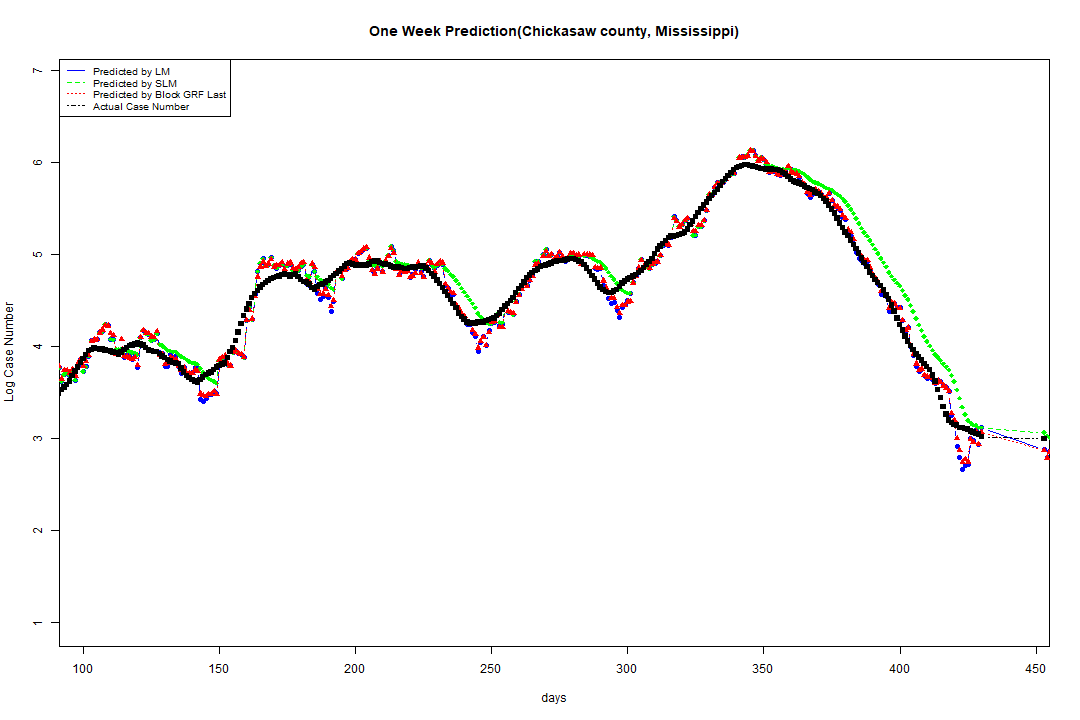 One Week Prediction(Chickasaw county, Mississippi)
Predicted by LM
Predicted by SLM
Predicted by Block GRF Last
Actual Case Number
7
6
5
4
3
2
1
Log Case Number
100 150 200 250 300 350 400 450
days